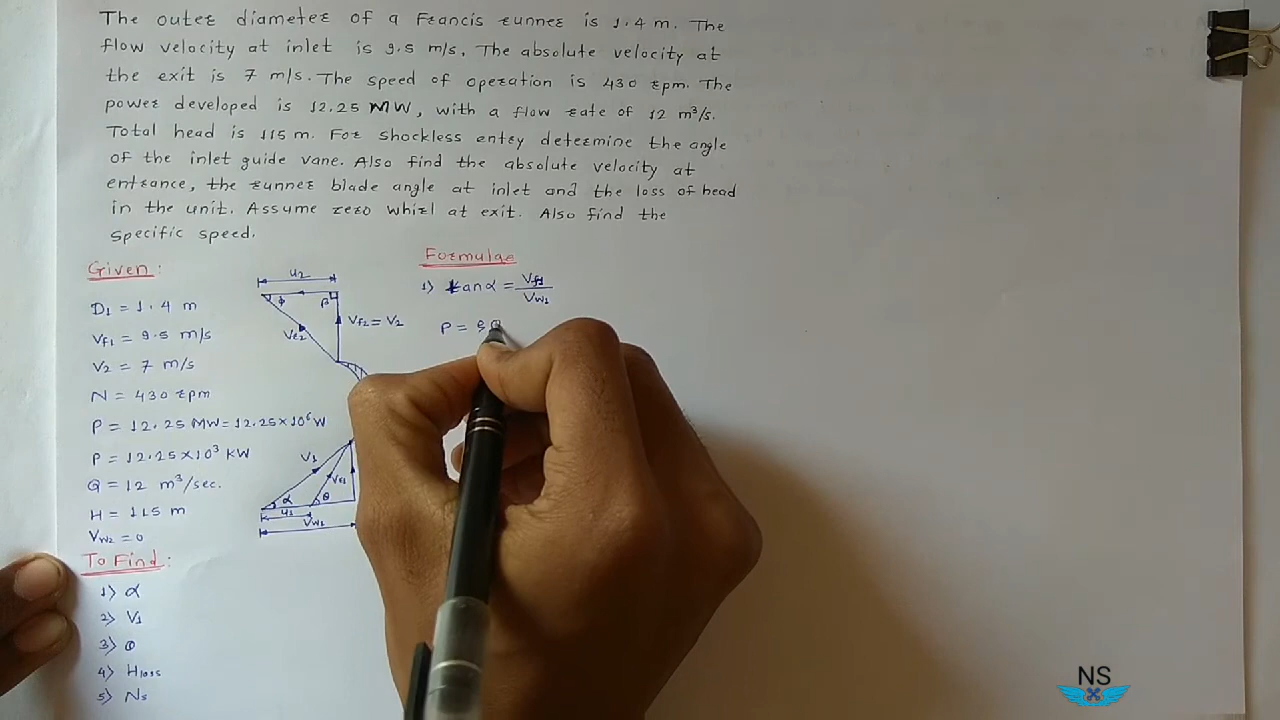 The outer diameter of a Francis runner is 1.4 m. The
flow velocity at inlet is 9.5 m/s. The absolute velocity at
the exit is 7 m/s. The speed of operation is 430 rpm. The
power developed is 12.25 MW, with a flow rate of 12 m³/s.
Total head is 115 m. For shockless entry determine the angle
of the inlet guide vane. Also find the absolute velocity at
entrance, the runner blade angle at inlet and the loss of head
in the unit. Assume zero whirl at exit. Also find the
specific speed.
Given:
D₁ = 1.4 m
Vf₁ = 9.5 m/s
V₂ = 7 m/s
N = 430 rpm
P = 12.25 MW = 12.25 × 10⁶ W
P = 12.25 × 10³ KW
Q = 12 m³/sec.
H = 115 m
Vw₂ = 0
To Find:
1) α
2) V₁
3) θ
4) Hloss
5) Ns
u₂
ϕ
β
Vr₂
Vf₂ = V₂
V₁
Vr₁
α
θ
u₁
Vw₁
Formulae
1) tan α = Vf₁ / Vw₁
P = ρ Q
NS